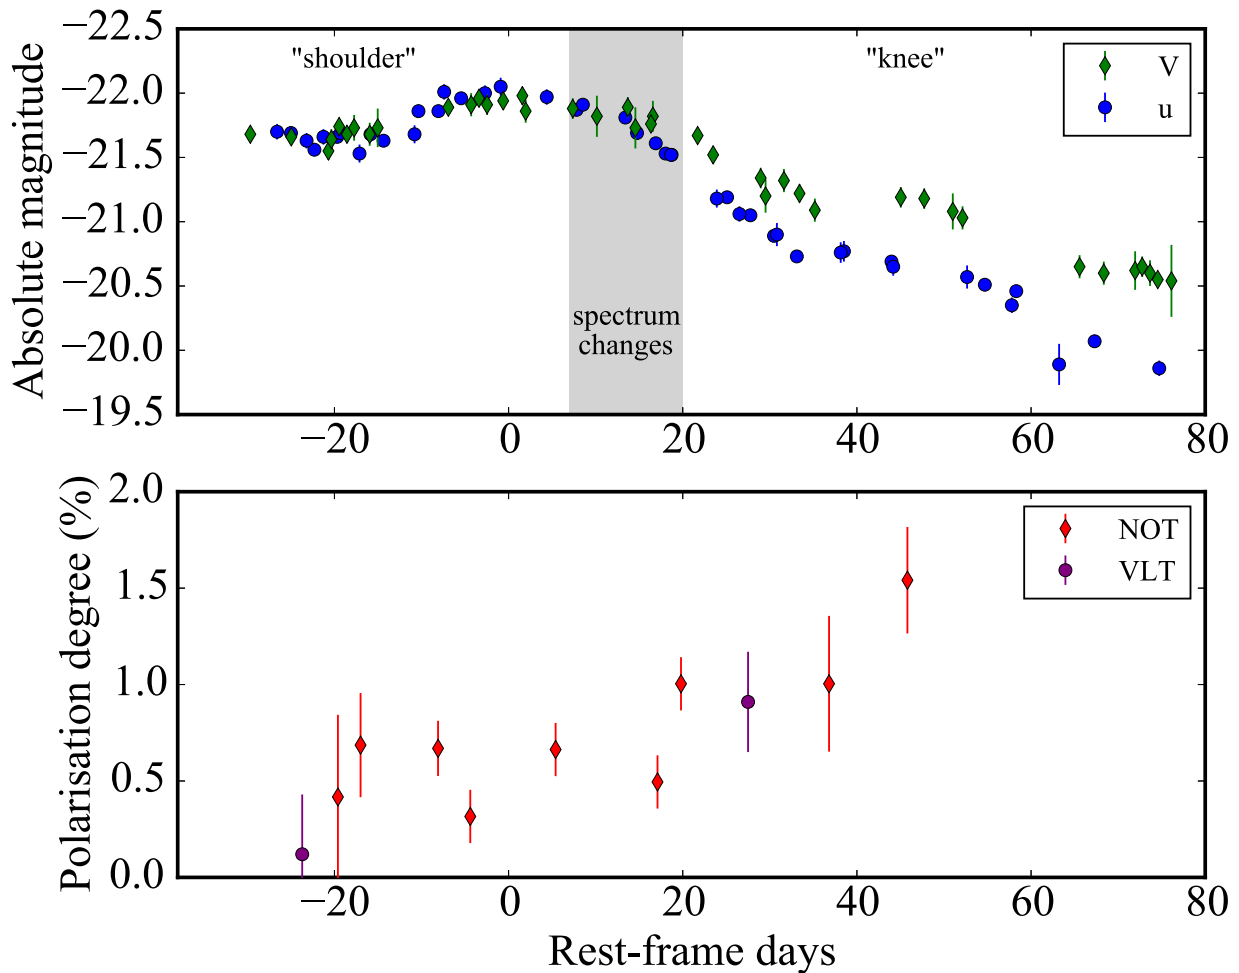 −22.5
−22.0
−21.5
−21.0
−20.5
−20.0
−19.5
Absolute magnitude
"shoulder"
"knee"
V
u
spectrum
changes
−20
0
20
40
60
80
2.0
1.5
1.0
0.5
0.0
Polarisation degree (%)
NOT
VLT
−20
0
20
40
60
80
Rest-frame days